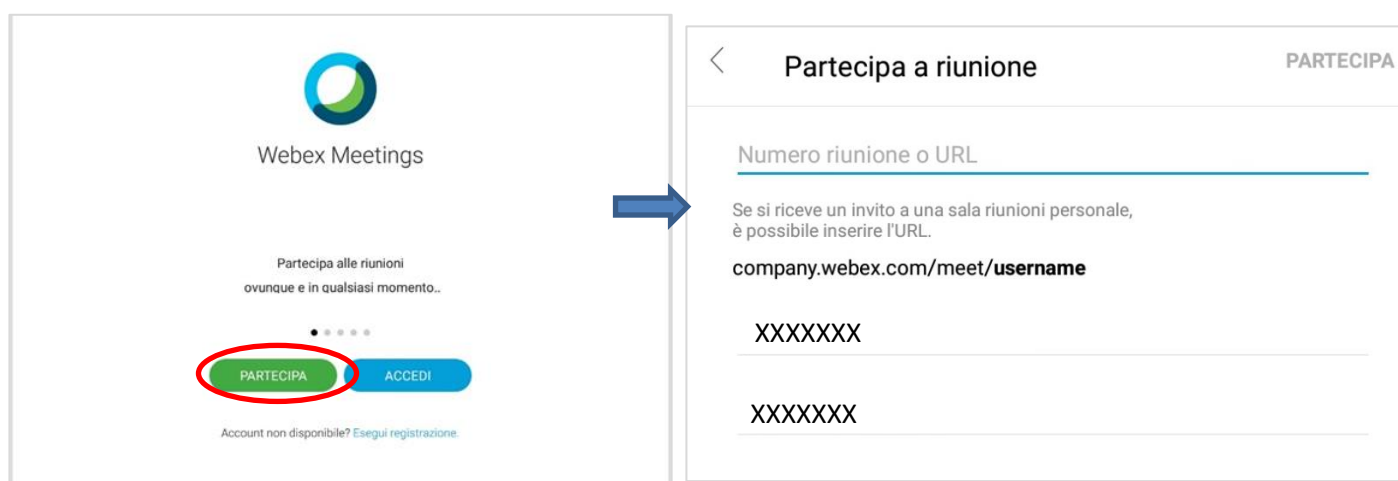 Webex Meetings
Partecipa alle riunioni
ovunque e in qualsiasi momento..
PARTECIPA
ACCEDI
Account non disponibile? Esegui registrazione.
Partecipa a riunione
PARTECIPA
Numero riunione o URL
Se si riceve un invito a una sala riunioni personale,
è possibile inserire l'URL.
company.webex.com/meet/username
XXXXXXX
XXXXXXX